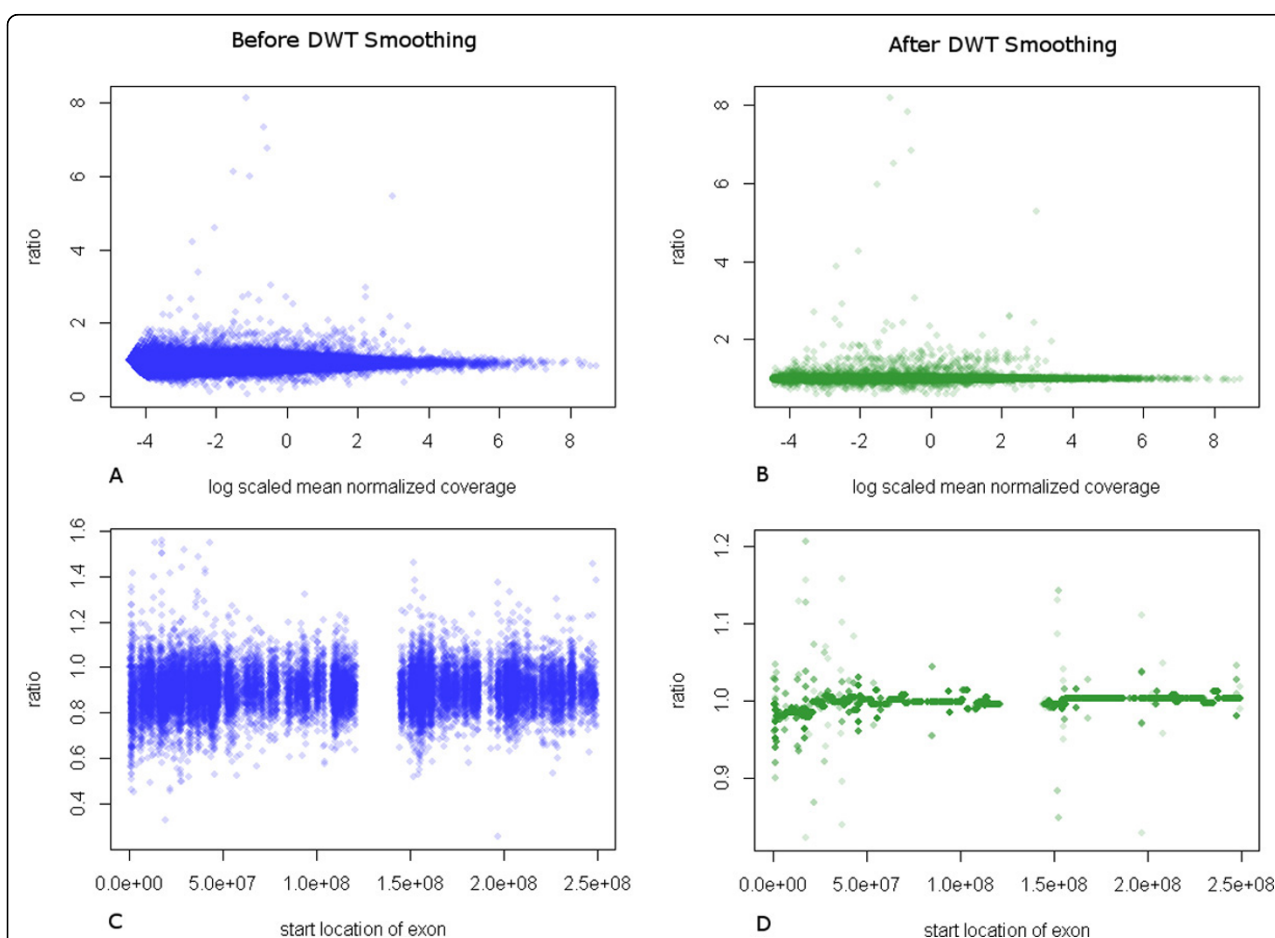 Before DWT Smoothing
After DWT Smoothing
ratio
8
6
4
2
0
-4 -2 0 2 4 6 8
A
log scaled mean normalized coverage
ratio
8
6
4
2
-4 -2 0 2 4 6 8
B
log scaled mean normalized coverage
ratio
1.6
1.4
1.2
1.0
0.8
0.6
0.4
0.0e+00 5.0e+07 1.0e+08 1.5e+08 2.0e+08 2.5e+08
C
start location of exon
ratio
1.2
1.1
1.0
0.9
0.0e+00 5.0e+07 1.0e+08 1.5e+08 2.0e+08 2.5e+08
D
start location of exon